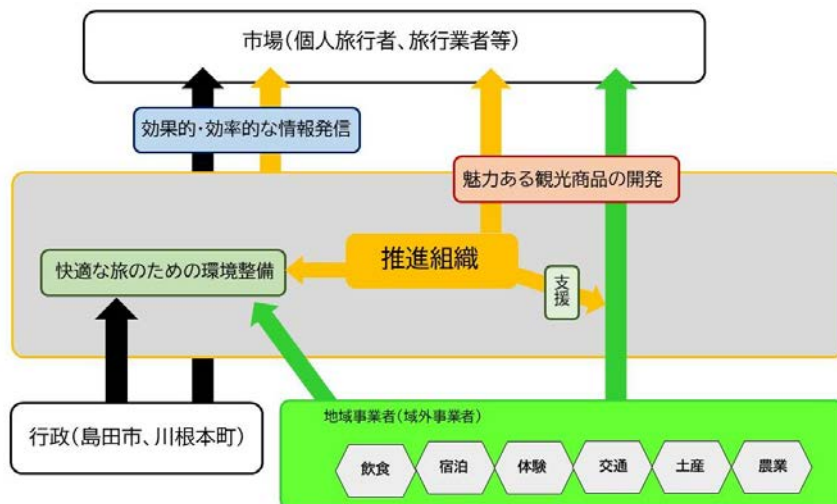 市場(個人旅行者、旅行業者等)
効果的・効率的な情報発信
魅力ある観光商品の開発
推進組織
快適な旅のための環境整備
支援
行政(島田市、川根本町)
地域事業者(域外事業者)
飲食
宿泊
体験
交通
土産
農業